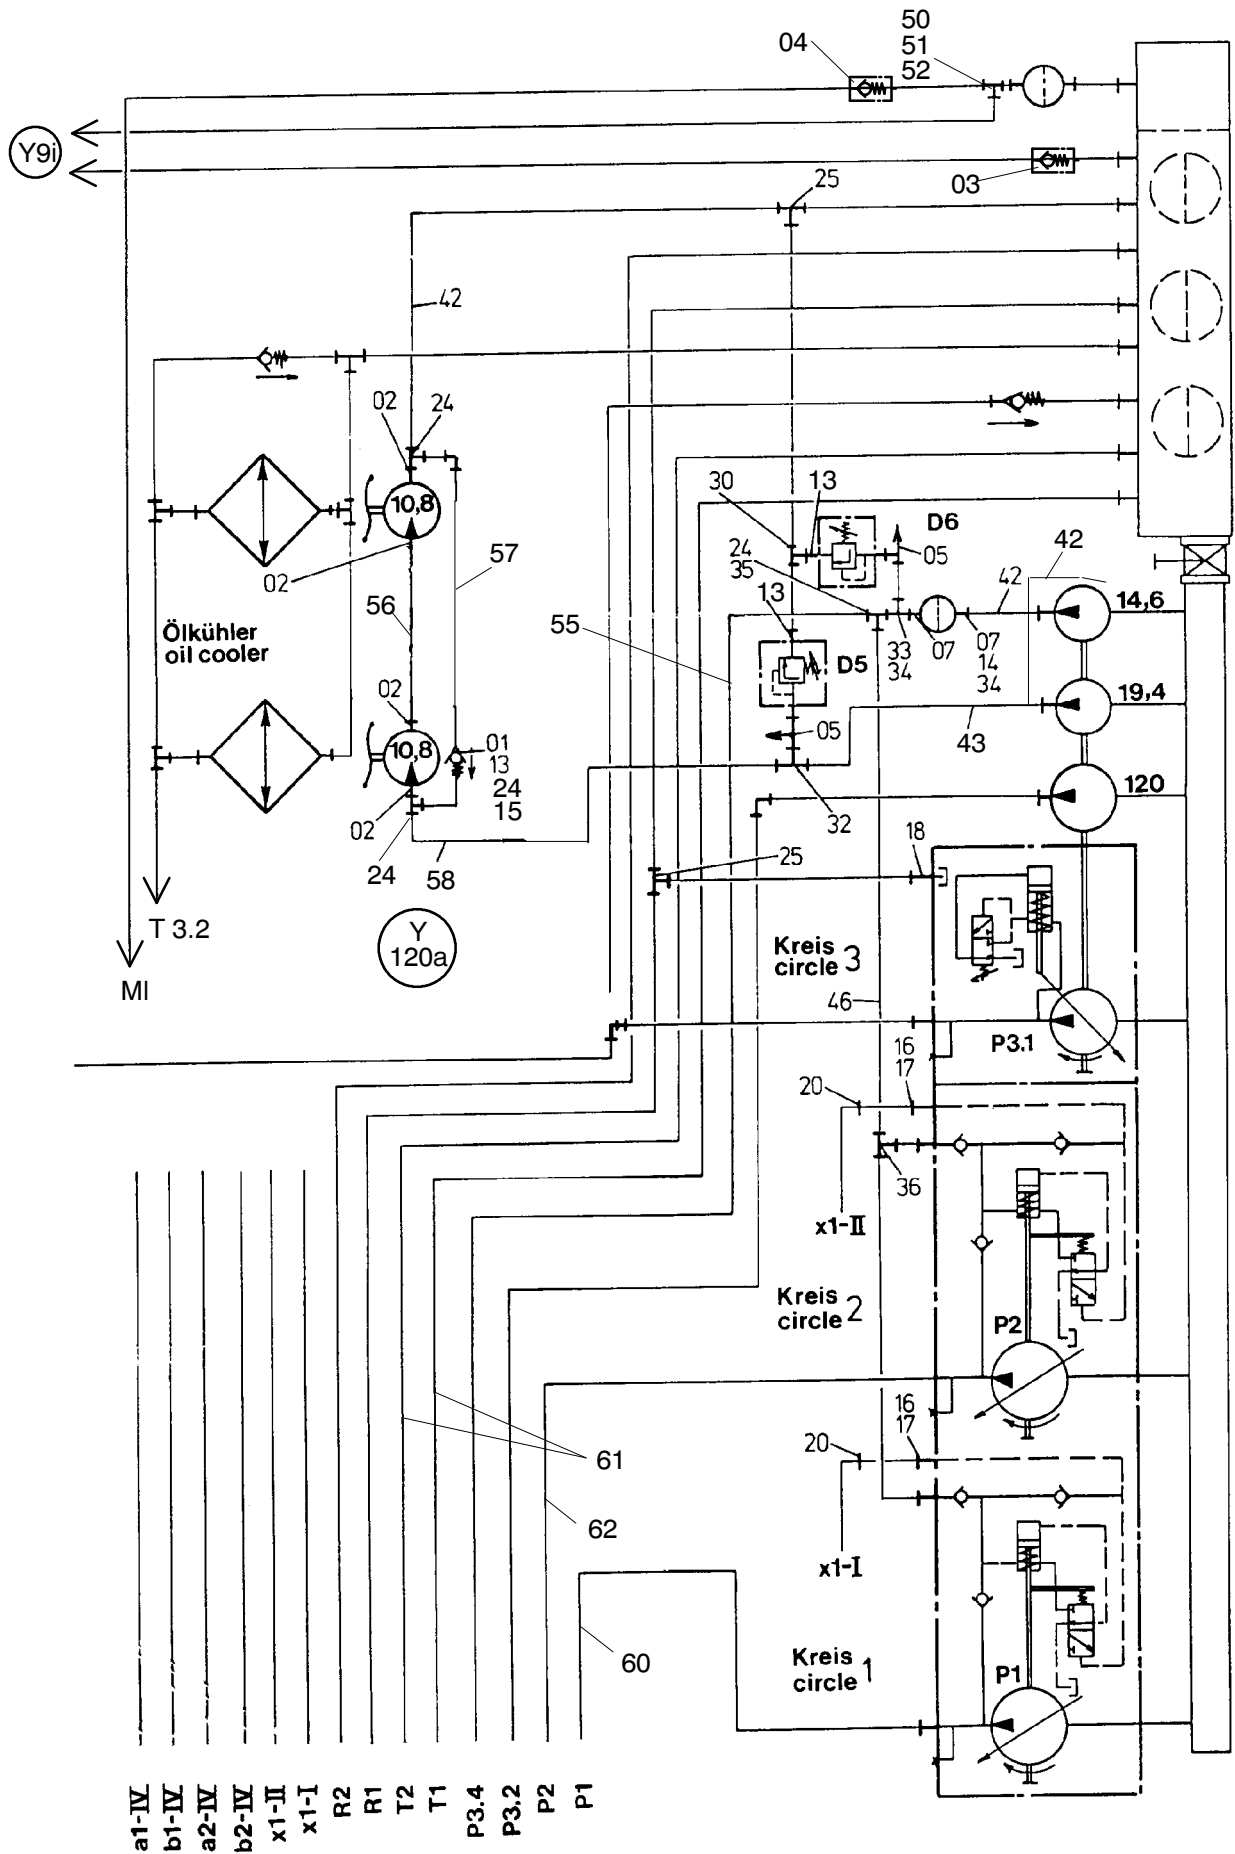 50
04
51
52
Y9i
03
25
42
02
24
30
13
D6
10,8
24
35
05
42
57
02
42
13
14,6
56
55
Ölkühler
oil cooler
33
34
07
07
14
34
D5
02
19,4
05
43
10,8
01
13
24
15
120
02
32
18
25
24
58
T 3.2
Y
120a
Kreis
circle 3
MI
46
P3.1
16
17
20
36
x1-II
Kreis
circle 2
P2
16
17
20
61
62
x1-I
60
Kreis
circle 1
P1
a1-IV
b1-IV
a2-IV
b2-IV
x1-II
x1-I
R2
R1
T2
T1
P3.4
P3.2
P2
P1